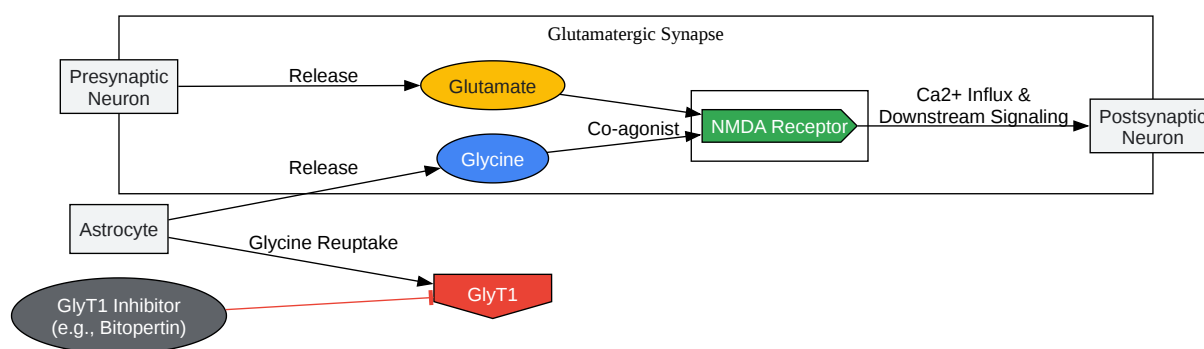 Glutamatergic Synapse
Presynaptic
Neuron
Release
Glutamate
Ca2+ Influx &
Downstream Signaling
NMDA Receptor
Postsynaptic
Neuron
Co-agonist
Glycine
Release
Astrocyte
Glycine Reuptake
GlyT1
GlyT1 Inhibitor
(e.g., Bitopertin)